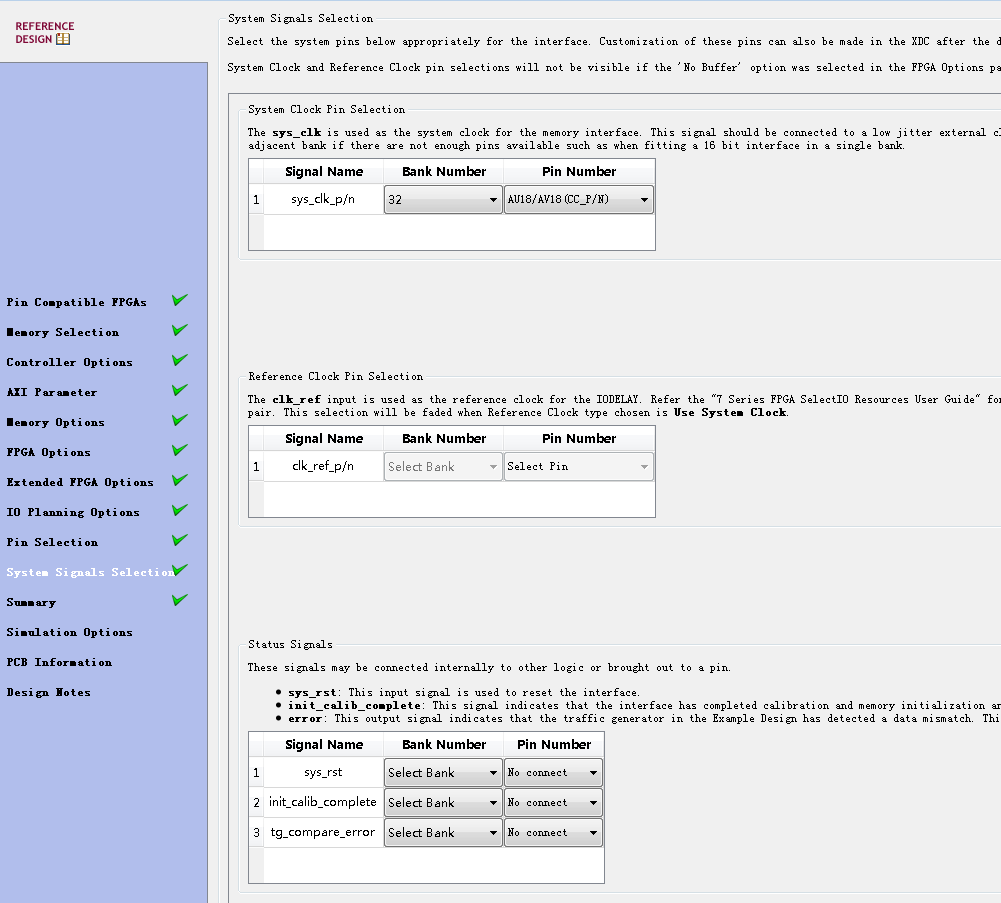 REFERENCE
DESIGN
Pin Compatible FPGAs
Memory Selection
Controller Options
AXI Parameter
Memory Options
FPGA Options
Extended FPGA Options
IO Planning Options
Pin Selection
System Signals Selection
Summary
Simulation Options
PCB Information
Design Notes
System Signals Selection
Select the system pins below appropriately for the interface. Customization of these pins can also be made in the XDC after the d
System Clock and Reference Clock pin selections will not be visible if the 'No Buffer' option was selected in the FPGA Options pa
System Clock Pin Selection
The sys_clk is used as the system clock for the memory interface. This signal should be connected to a low jitter external cl
adjacent bank if there are not enough pins available such as when fitting a 16 bit interface in a single bank.
Signal Name Bank Number Pin Number
1 sys_clk_p/n 32 AU18/AV18(CC_P/N)
Reference Clock Pin Selection
The clk_ref input is used as the reference clock for the IODELAY. Refer the "7 Series FPGA SelectIO Resources User Guide" for
pair. This selection will be faded when Reference Clock type chosen is Use System Clock.
Signal Name Bank Number Pin Number
1 clk_ref_p/n Select Bank Select Pin
Status Signals
These signals may be connected internally to other logic or brought out to a pin.
• sys_rst: This input signal is used to reset the interface.
• init_calib_complete: This signal indicates that the interface has completed calibration and memory initialization an
• error: This output signal indicates that the traffic generator in the Example Design has detected a data mismatch. Thi
Signal Name Bank Number Pin Number
1 sys_rst Select Bank No connect
2 init_calib_complete Select Bank No connect
3 tg_compare_error Select Bank No connect